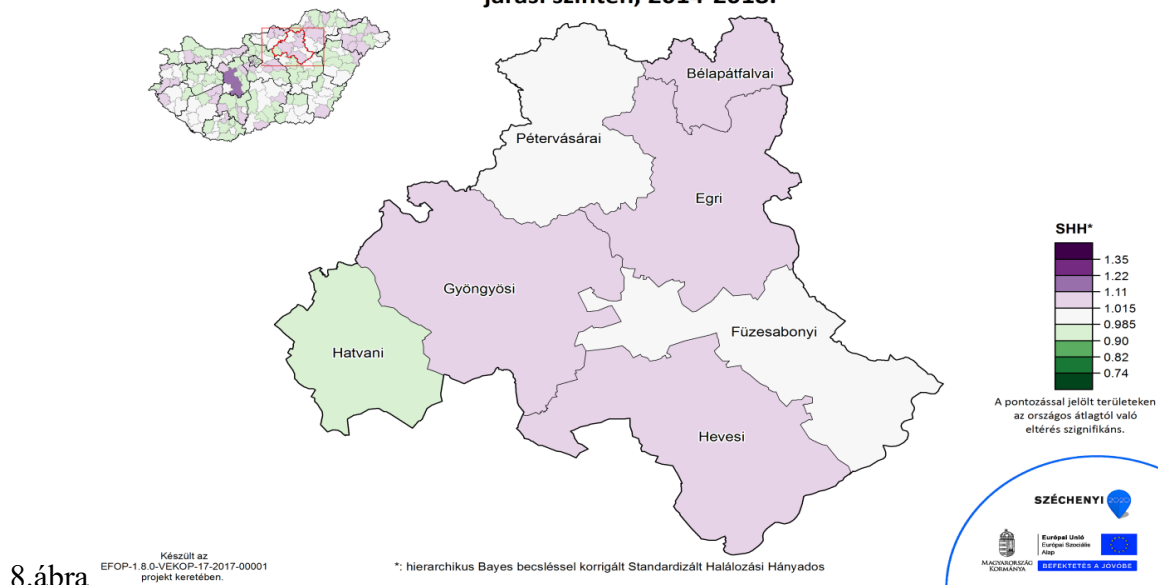 járási szinten, 2014-2018.
Bélapátfalvai
Pétervásárai
Egri
Gyöngyösi
Füzesabonyi
Hatvani
Hevesi
SHH*
1.35
1.22
1.11
1.015
0.985
0.90
0.82
0.74
A pontozással jelölt területeken
az országos átlagtól való
eltérés szignifikáns.
SZÉCHENYI 2020
MAGYARORSZÁG
KORMÁNYA
Európai Unió
Európai Szociális
Alap
BEFEKTETÉS A JÖVŐBE
8.ábra
Készült az
EFOP-1.8.0-VEKOP-17-2017-00001
projekt keretében.
*: hierarchikus Bayes becsléssel korrigált Standardizált Halálozási Hányados